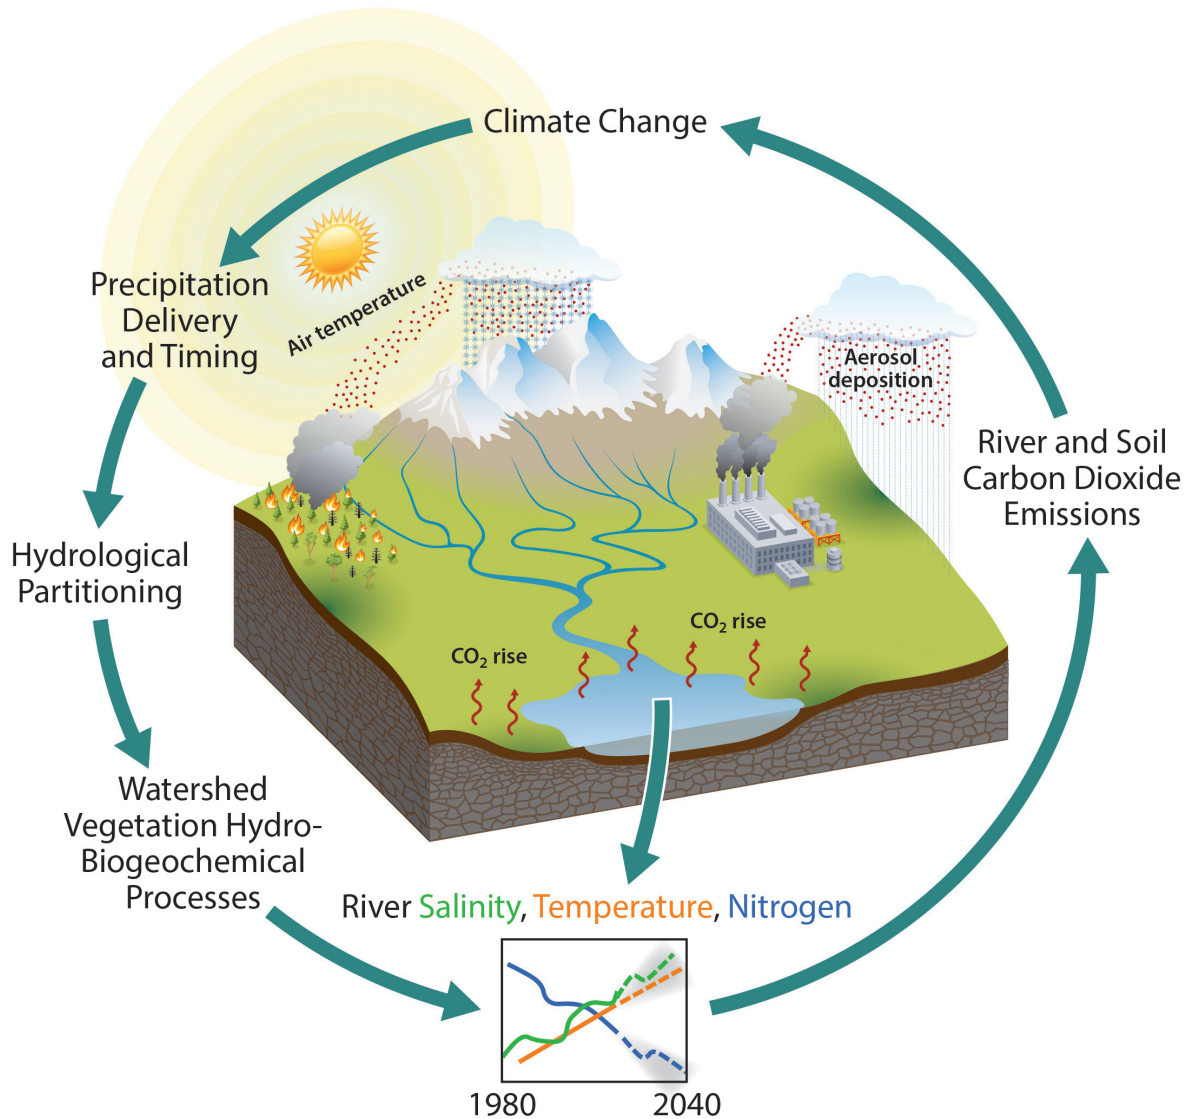 Climate Change
Precipitation
Delivery
and Timing
Air temperature
Aerosol
deposition
River and Soil
Carbon Dioxide
Emissions
Hydrological
Partitioning
CO₂ rise
CO₂ rise
Watershed
Vegetation Hydro-
Biogeochemical
Processes
River Salinity, Temperature, Nitrogen
1980 2040